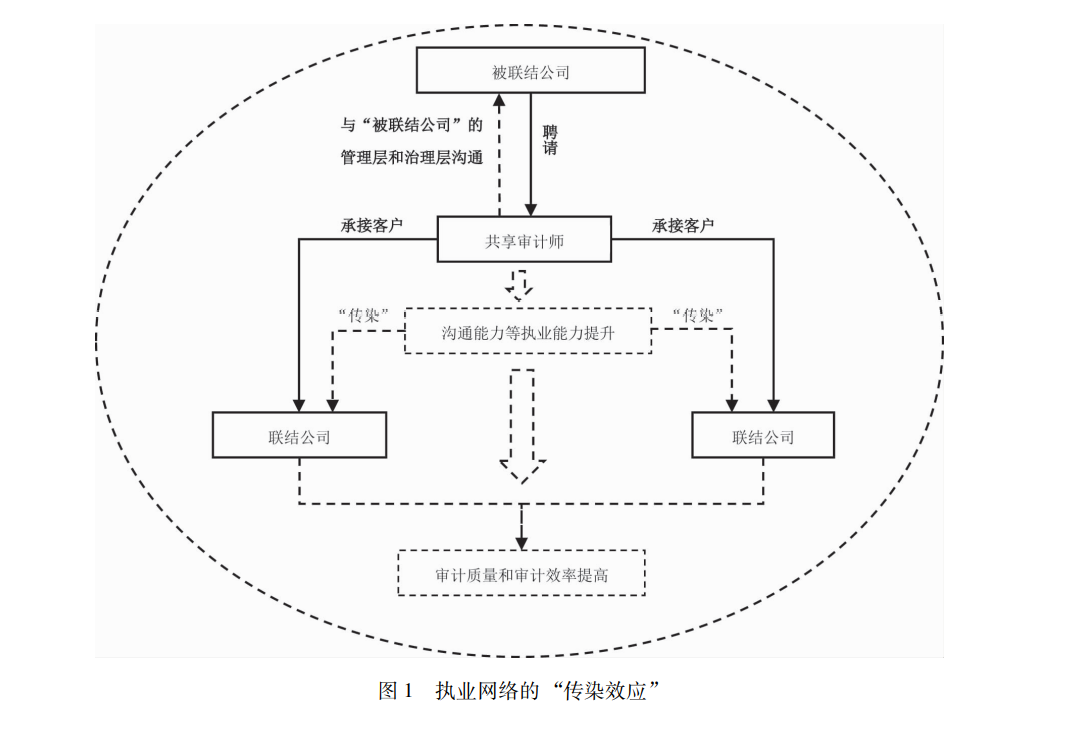 被联结公司
与“被联结公司”的
管理层和治理层沟通
聘请
承接客户
共享审计师
承接客户
“传染”
沟通能力等执业能力提升
“传染”
联结公司
联结公司
审计质量和审计效率提高
图 1 执业网络的“传染效应”